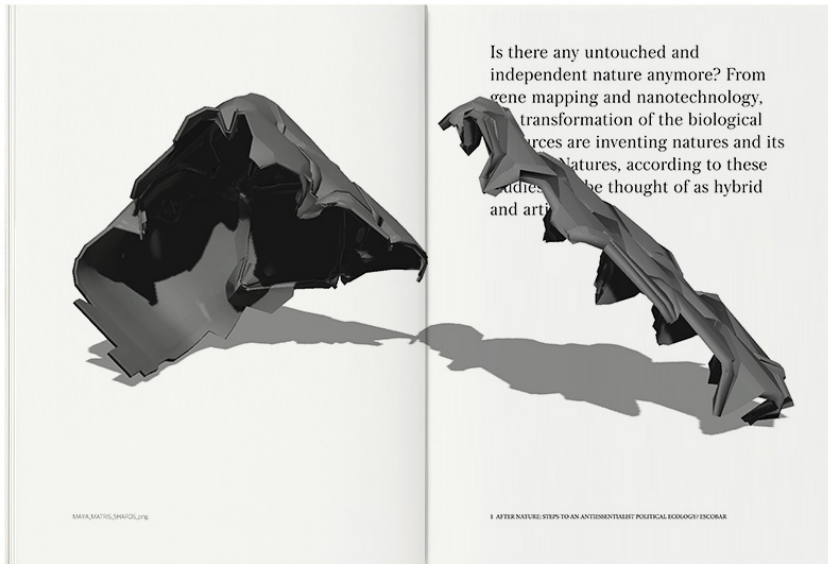 MAYA_MATRIS_SHARDS_.png
Is there any untouched and
independent nature anymore? From
gene mapping and nanotechnology,
transformation of the biological
are inventing natures and its
Natures, according to these
be thought of as hybrid
and
AFTER NATURE: STEPS TO AN ANTIESSENTIALIST POLITICAL ECOLOGY? ESCOBAR